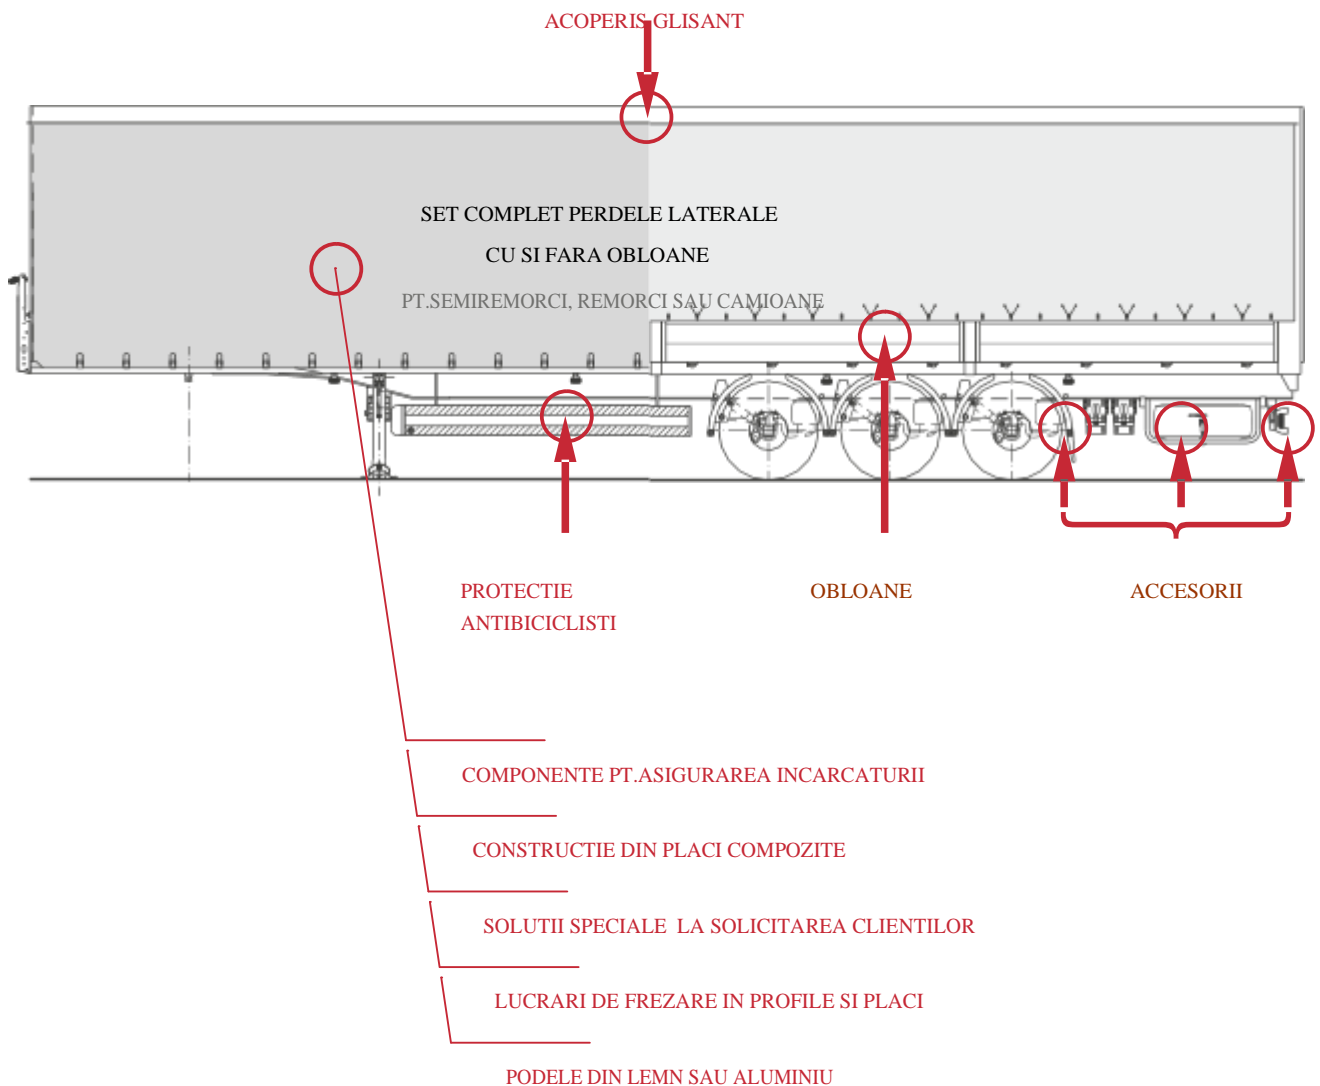 ACOPERIS GLISANT
SET COMPLET PERDELE LATERALE
CU SI FARA OBLOANE
PT.SEMIREMORCI, REMORCI SAU CAMIOANE
PROTECTIE
ANTIBICICLISTI
OBLOANE
ACCESORII
COMPONENTE PT.ASIGURAREA INCARCATURII
CONSTRUCTIE DIN PLACI COMPOZITE
SOLUTII SPECIALE  LA SOLICITAREA CLIENTILOR
LUCRARI DE FREZARE IN PROFILE SI PLACI
PODELE DIN LEMN SAU ALUMINIU